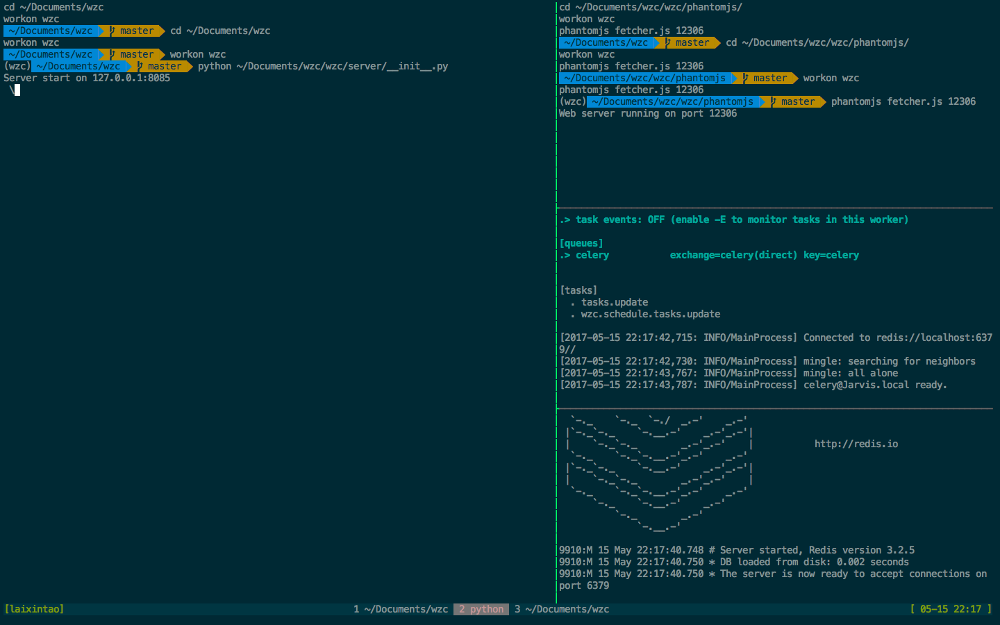 cd ~/Documents/wzc
workon wzc
~/Documents/wzc master cd ~/Documents/wzc
workon wzc
~/Documents/wzc master workon wzc
(wzc) ~/Documents/wzc master python ~/Documents/wzc/wzc/server/__init__.py
Server start on 127.0.0.1:8085
\
cd ~/Documents/wzc/wzc/phantomjs/
workon wzc
phantomjs fetcher.js 12306
~/Documents/wzc master cd ~/Documents/wzc/wzc/phantomjs/
workon wzc
phantomjs fetcher.js 12306
~/Documents/wzc/wzc/phantomjs master workon wzc
phantomjs fetcher.js 12306
(wzc) ~/Documents/wzc/wzc/phantomjs master phantomjs fetcher.js 12306
Web server running on port 12306
.> task events: OFF (enable -E to monitor tasks in this worker)
[queues]
.> celery exchange=celery(direct) key=celery
[tasks]
. tasks.update
. wzc.schedule.tasks.update
[2017-05-15 22:17:42,715: INFO/MainProcess] Connected to redis://localhost:637
9//
[2017-05-15 22:17:42,730: INFO/MainProcess] mingle: searching for neighbors
[2017-05-15 22:17:43,767: INFO/MainProcess] mingle: all alone
[2017-05-15 22:17:43,787: INFO/MainProcess] celery@Jarvis.local ready.
http://redis.io
9910:M 15 May 22:17:40.748 # Server started, Redis version 3.2.5
9910:M 15 May 22:17:40.750 * DB loaded from disk: 0.002 seconds
9910:M 15 May 22:17:40.750 * The server is now ready to accept connections on
port 6379
[laixintao] 1 ~/Documents/wzc 2 python 3 ~/Documents/wzc [ 05-15 22:17 ]